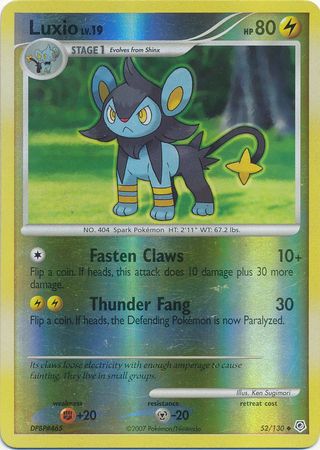 Luxio LV.19 HP 80
STAGE 1 Evolves from Shinx
NO. 404 Spark Pokémon HT: 2'11" WT: 67.2 lbs.
Fasten Claws 10+
Flip a coin. If heads, this attack does 10 damage plus 30 more
damage.
Thunder Fang 30
Flip a coin. If heads, the Defending Pokémon is now Paralyzed.
Its claws loose electricity with enough amperage to cause
fainting. They live in small groups.
Illus. Ken Sugimori
weakness resistance retreat cost
+20 -20
DPBP#465 ©2007 Pokémon/Nintendo 52/130